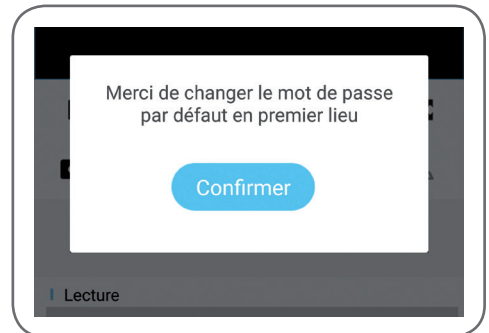 Merci de changer le mot de passe
par défaut en premier lieu
Confirmer
Lecture